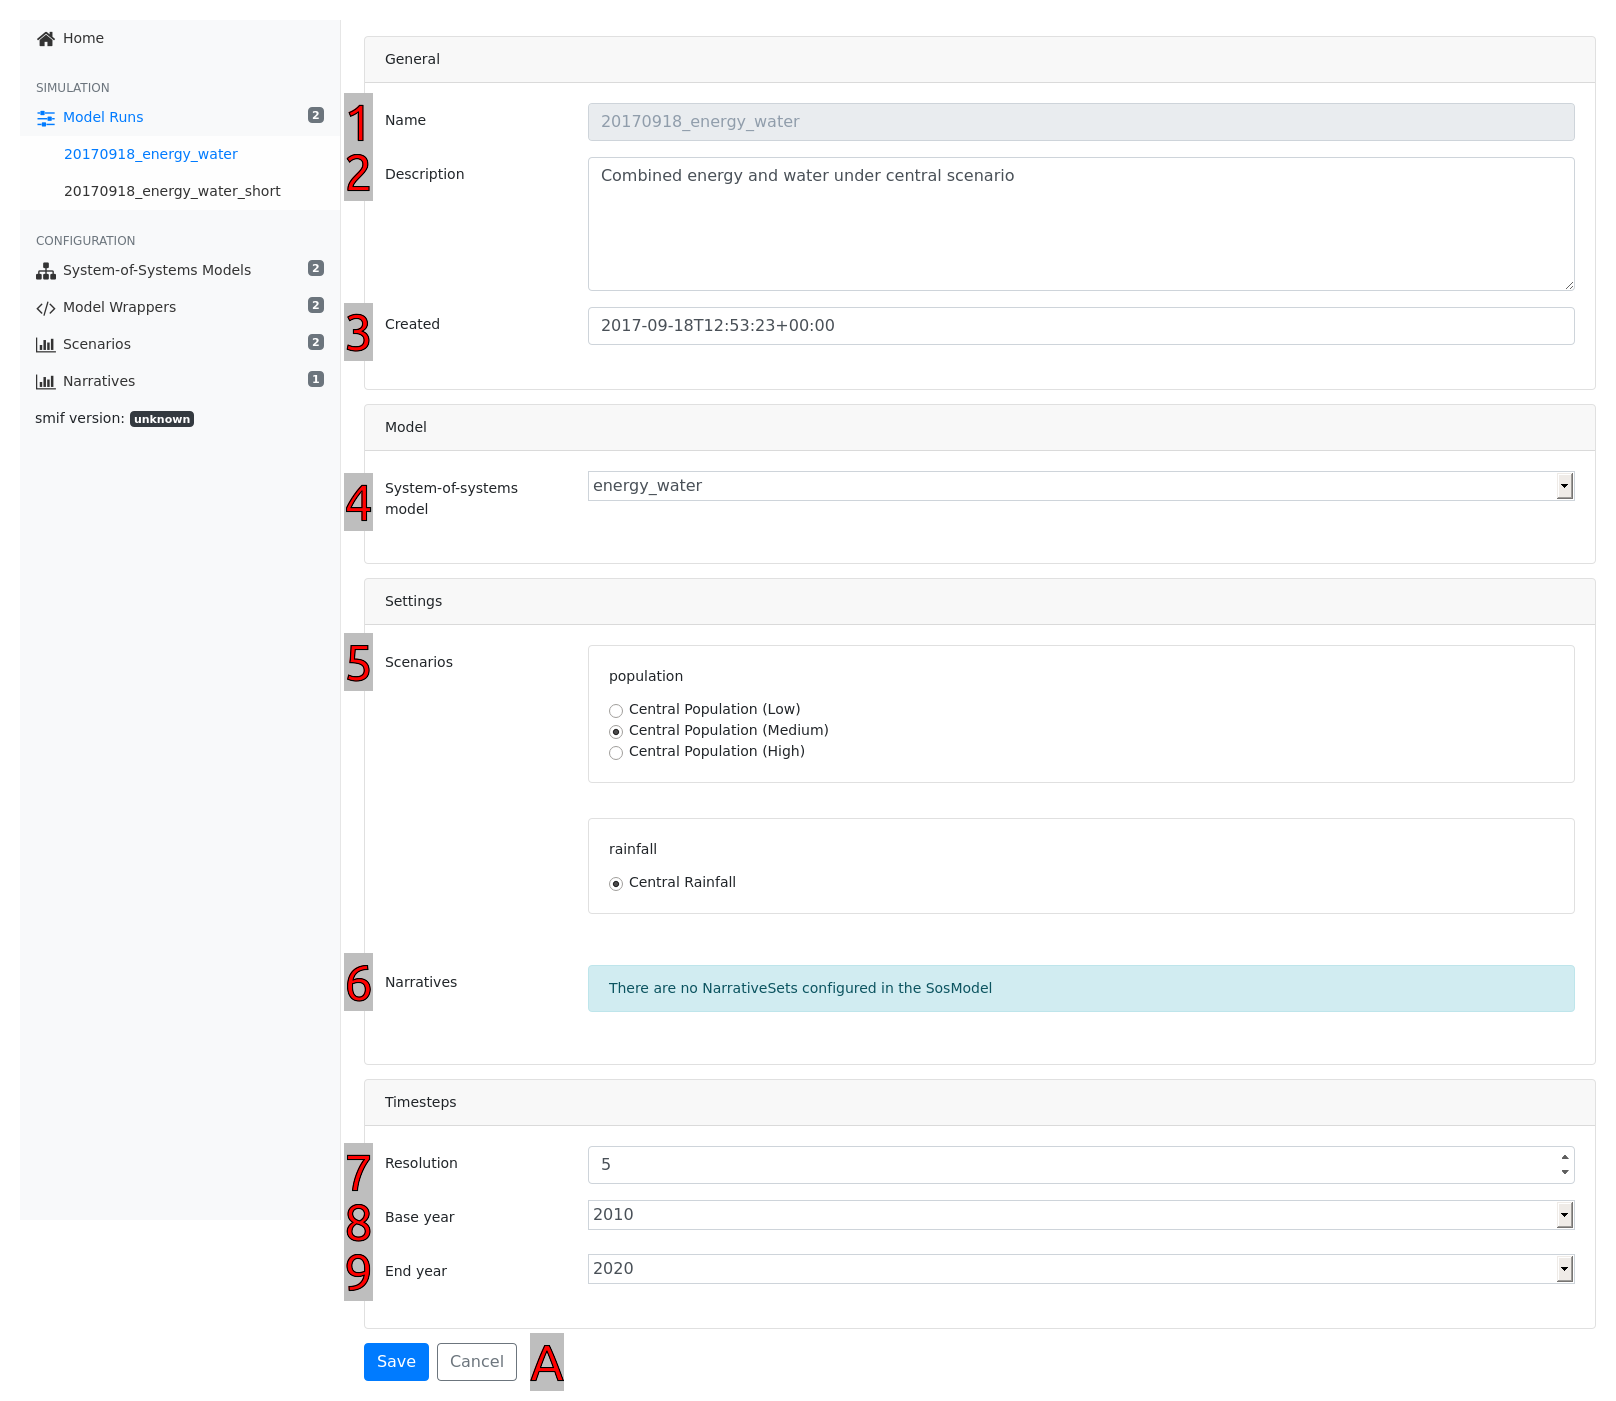 Home
SIMULATION
Model Runs 2
20170918_energy_water
20170918_energy_water_short
CONFIGURATION
System-of-Systems Models 2
Model Wrappers 2
Scenarios 2
Narratives 1
smif version: unknown
General
1 Name 20170918_energy_water
2 Description Combined energy and water under central scenario
3 Created 2017-09-18T12:53:23+00:00
Model
4 System-of-systems model energy_water
Settings
5 Scenarios
population
Central Population (Low)
Central Population (Medium)
Central Population (High)
rainfall
Central Rainfall
6 Narratives There are no NarrativeSets configured in the SosModel
Timesteps
7 Resolution 5
8 Base year 2010
9 End year 2020
Save Cancel A